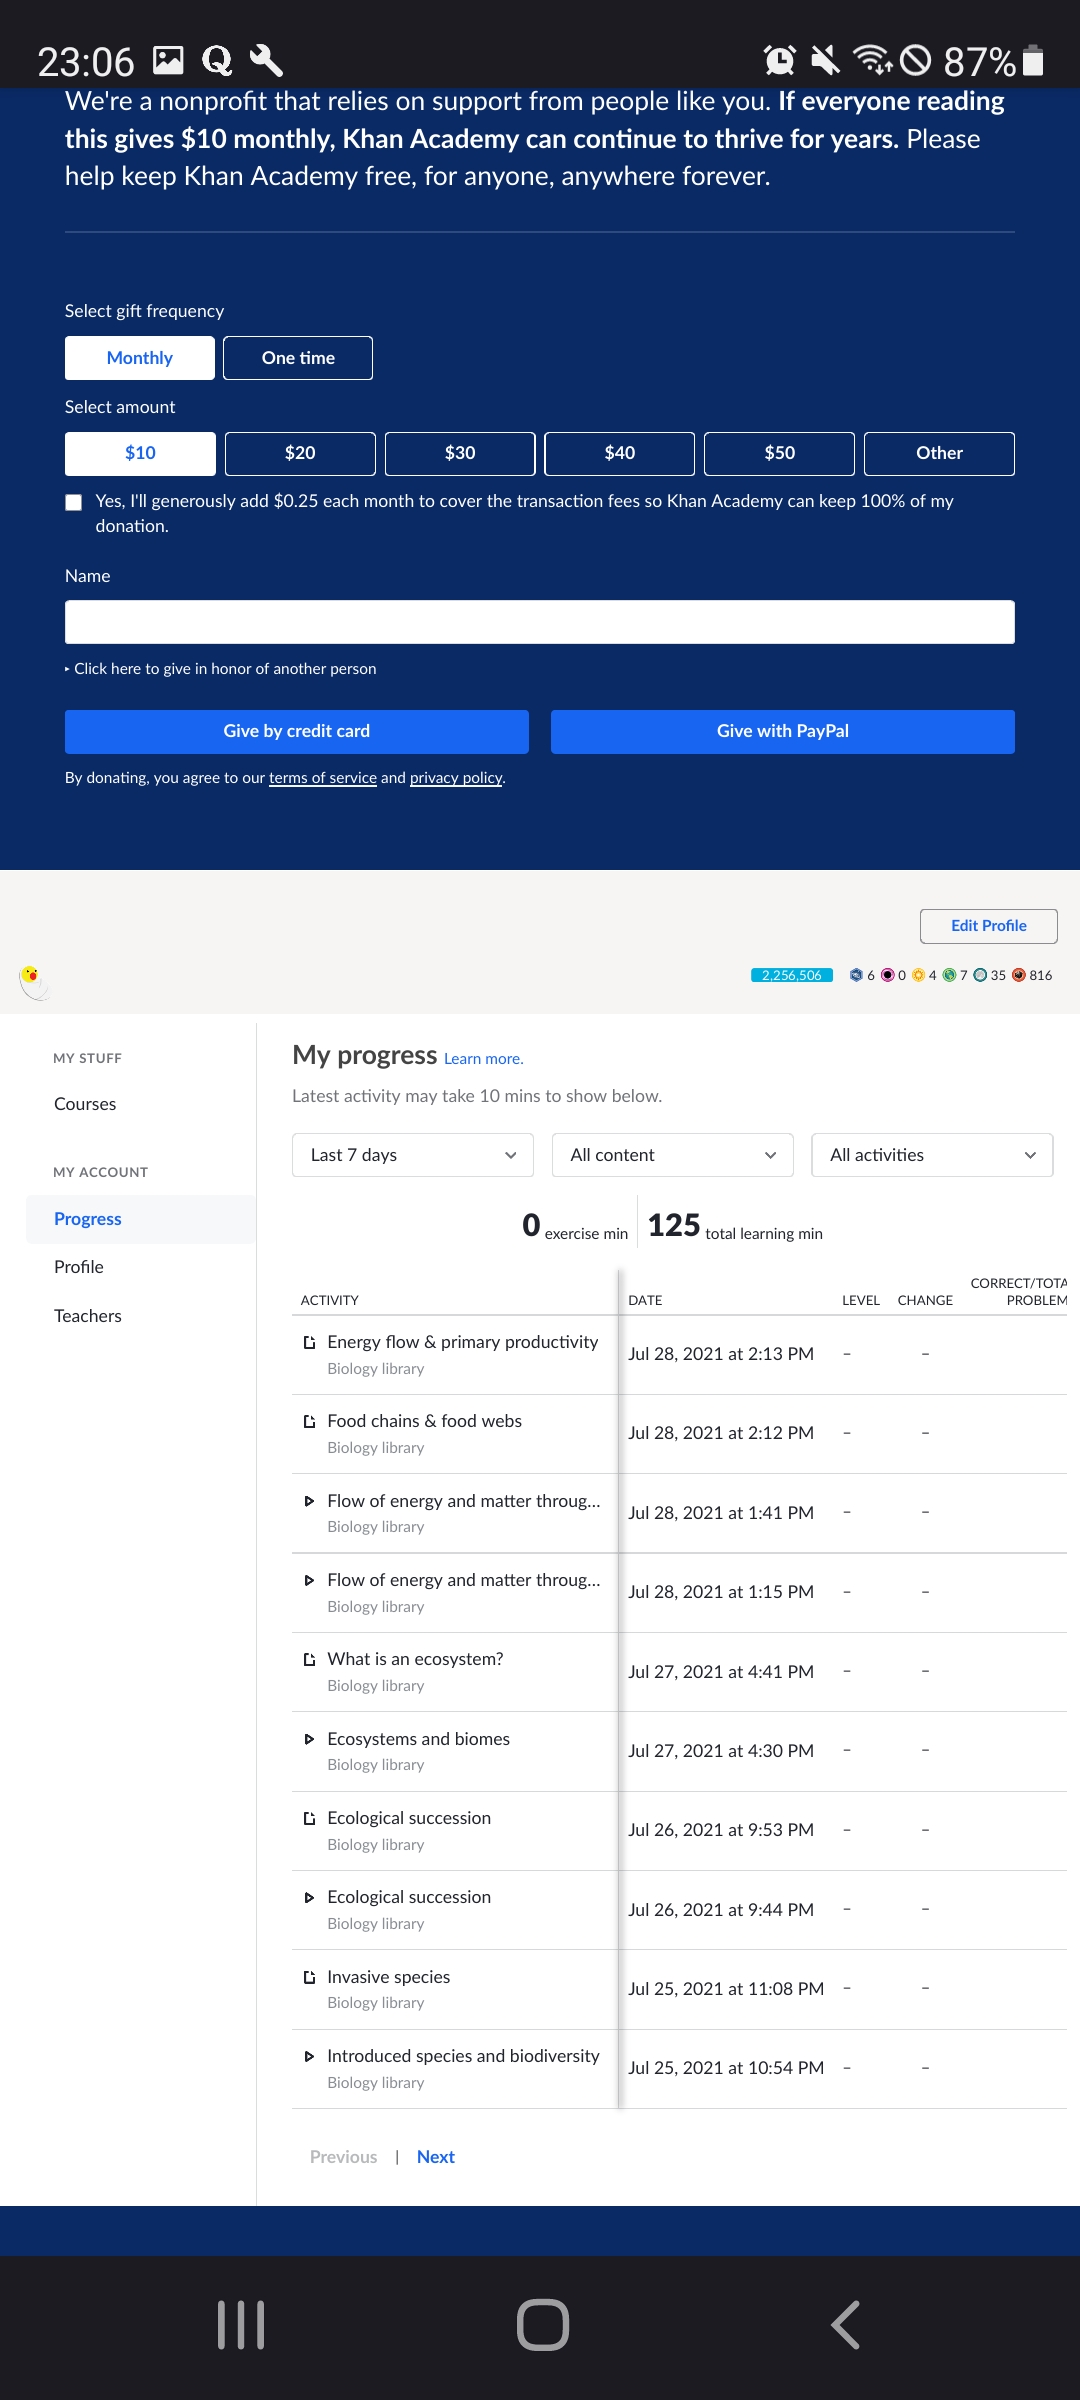 23:06 87%
We're a nonprofit that relies on support from people like you. If everyone reading
this gives $10 monthly, Khan Academy can continue to thrive for years. Please
help keep Khan Academy free, for anyone, anywhere forever.
Select gift frequency
Monthly One time
Select amount
$10 $20 $30 $40 $50 Other
Yes, I'll generously add $0.25 each month to cover the transaction fees so Khan Academy can keep 100% of my
donation.
Name
Click here to give in honor of another person
Give by credit card Give with PayPal
By donating, you agree to our terms of service and privacy policy.
Edit Profile
2,256,506 6 0 4 7 35 816
MY STUFF
Courses
MY ACCOUNT
Progress
Profile
Teachers
My progress Learn more.
Latest activity may take 10 mins to show below.
Last 7 days All content All activities
0 exercise min 125 total learning min
ACTIVITY DATE LEVEL CHANGE CORRECT/TOTA
PROBLEM
Energy flow & primary productivity Jul 28, 2021 at 2:13 PM – –
Biology library
Food chains & food webs Jul 28, 2021 at 2:12 PM – –
Biology library
Flow of energy and matter throug... Jul 28, 2021 at 1:41 PM – –
Biology library
Flow of energy and matter throug... Jul 28, 2021 at 1:15 PM – –
Biology library
What is an ecosystem? Jul 27, 2021 at 4:41 PM – –
Biology library
Ecosystems and biomes Jul 27, 2021 at 4:30 PM – –
Biology library
Ecological succession Jul 26, 2021 at 9:53 PM – –
Biology library
Ecological succession Jul 26, 2021 at 9:44 PM – –
Biology library
Invasive species Jul 25, 2021 at 11:08 PM – –
Biology library
Introduced species and biodiversity Jul 25, 2021 at 10:54 PM – –
Biology library
Previous | Next